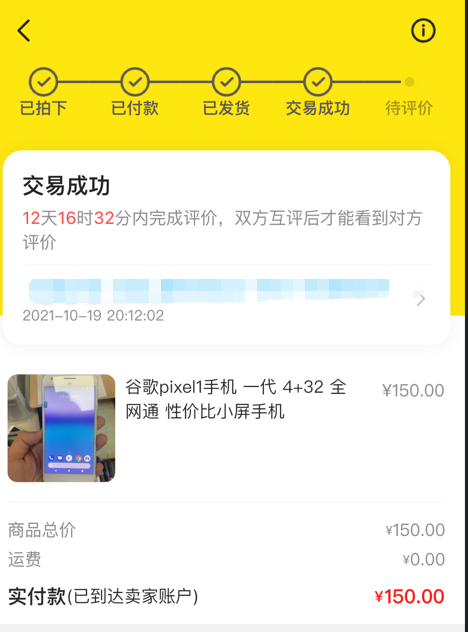 已拍下 已付款 已发货 交易成功 待评价
交易成功
12天16时32分内完成评价，双方互评后才能看到对方
评价
2021-10-19 20:12:02
谷歌pixel1手机 一代 4+32 全 ¥150.00
网通 性价比小屏手机
商品总价 ¥150.00
运费 ¥0.00
实付款(已到达卖家账户) ¥150.00